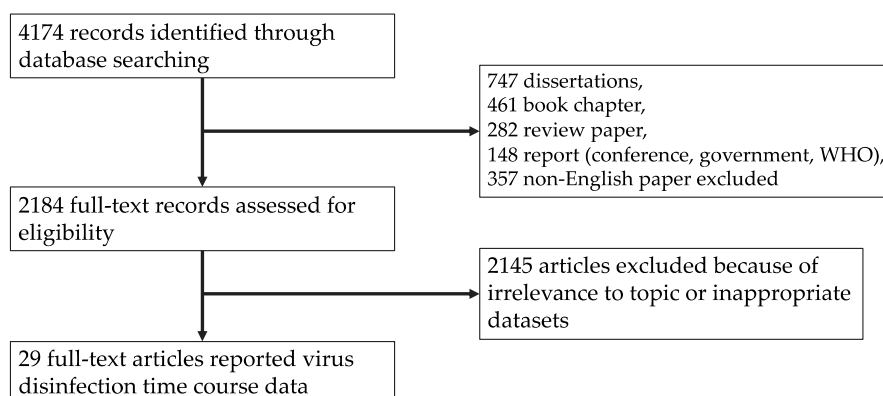 4174 records identified through
database searching
747 dissertations,
461 book chapter,
282 review paper,
148 report (conference, government, WHO),
357 non-English paper excluded
2184 full-text records assessed for
eligibility
2145 articles excluded because of
irrelevance to topic or inappropriate
datasets
29 full-text articles reported virus
disinfection time course data